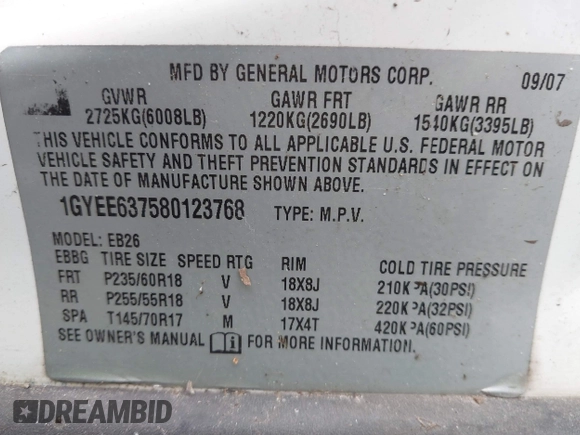 MFD BY GENERAL MOTORS CORP. 09/07
GVWR GAWR FRT GAWR RR
2725KG(6008LB) 1220KG(2690LB) 1540KG(3395LB)
THIS VEHICLE CONFORMS TO ALL APPLICABLE U.S. FEDERAL MOTOR
VEHICLE SAFETY AND THEFT PREVENTION STANDARDS IN EFFECT ON
THE DATE OF MANUFACTURE SHOWN ABOVE.
1GYEE637580123768 TYPE: M.P.V.
MODEL: EB26
EBBG TIRE SIZE SPEED RTG RIM COLD TIRE PRESSURE
FRT P235/60R18 V 18X8J 210KPA(30PSI)
RR P255/55R18 V 18X8J 220KPA(32PSI)
SPA T145/70R17 M 17X4T 420KPA(60PSI)
SEE OWNER'S MANUAL i FOR MORE INFORMATION.
DREAMBID